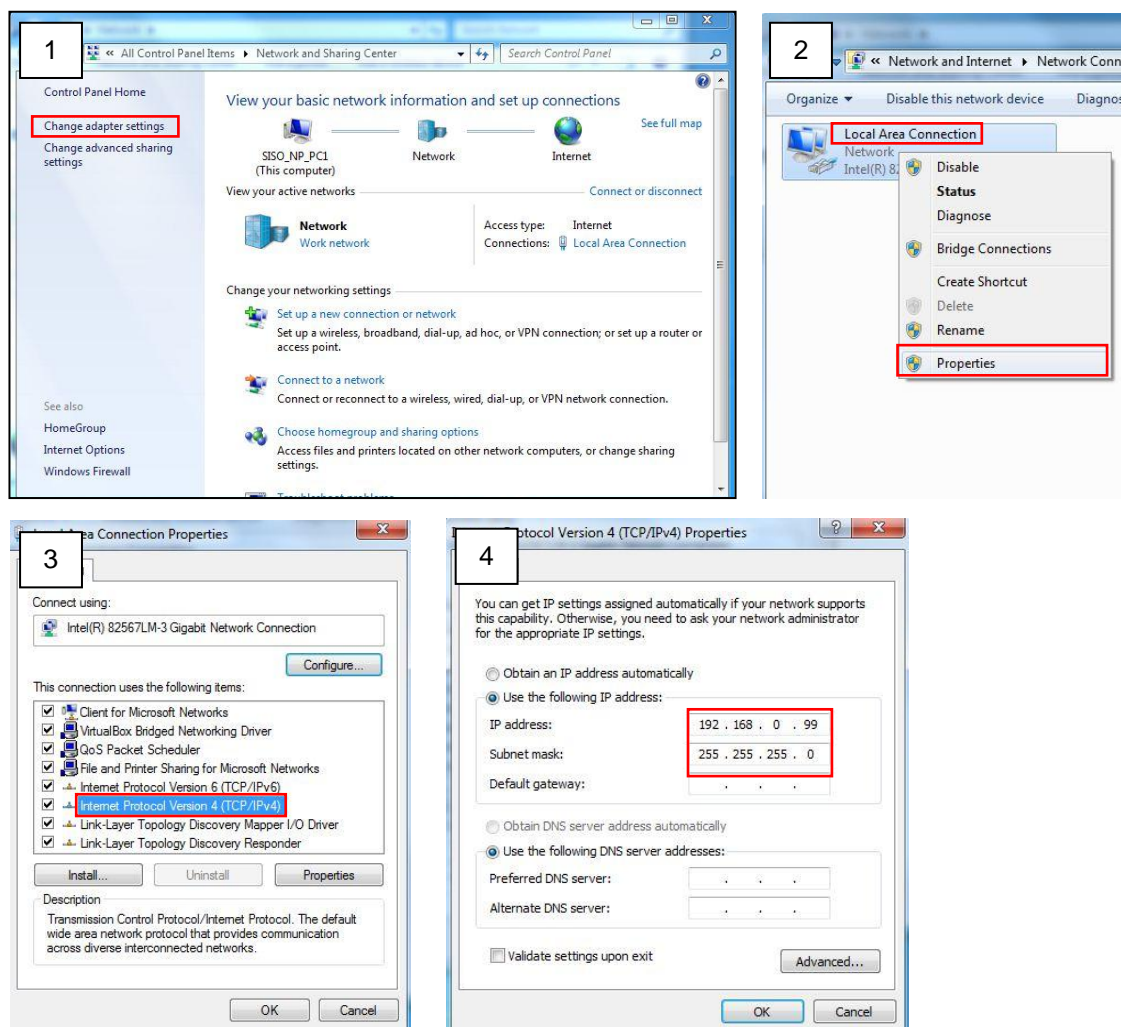 1
« All Control Panel Items ▸ Network and Sharing Center
Search Control Panel
Control Panel Home
Change adapter settings
Change advanced sharing
settings
See also
HomeGroup
Internet Options
Windows Firewall
View your basic network information and set up connections
See full map
SISO_NP_PC1
(This computer)
Network
Internet
View your active networks
Connect or disconnect
Network
Work network
Access type: Internet
Connections: Local Area Connection
Change your networking settings
Set up a new connection or network
Set up a wireless, broadband, dial-up, ad hoc, or VPN connection; or set up a router or
access point.
Connect to a network
Connect or reconnect to a wireless, wired, dial-up, or VPN network connection.
Choose homegroup and sharing options
Access files and printers located on other network computers, or change sharing
settings.
Troubleshoot problems
2
« Network and Internet ▸ Network Conn
Organize ▾ Disable this network device Diagnos
Local Area Connection
Network
Intel(R) 82
Disable
Status
Diagnose
Bridge Connections
Create Shortcut
Delete
Rename
Properties
3
ea Connection Properties
Connect using:
Intel(R) 82567LM-3 Gigabit Network Connection
Configure...
This connection uses the following items:
Client for Microsoft Networks
VirtualBox Bridged Networking Driver
QoS Packet Scheduler
File and Printer Sharing for Microsoft Networks
Internet Protocol Version 6 (TCP/IPv6)
Internet Protocol Version 4 (TCP/IPv4)
Link-Layer Topology Discovery Mapper I/O Driver
Link-Layer Topology Discovery Responder
Install... Uninstall Properties
Description
Transmission Control Protocol/Internet Protocol. The default
wide area network protocol that provides communication
across diverse interconnected networks.
OK Cancel
4
otocol Version 4 (TCP/IPv4) Properties
You can get IP settings assigned automatically if your network supports
this capability. Otherwise, you need to ask your network administrator
for the appropriate IP settings.
Obtain an IP address automatically
Use the following IP address:
IP address: 192 . 168 . 0 . 99
Subnet mask: 255 . 255 . 255 . 0
Default gateway: . . .
Obtain DNS server address automatically
Use the following DNS server addresses:
Preferred DNS server: . . .
Alternate DNS server: . . .
Validate settings upon exit
Advanced...
OK Cancel